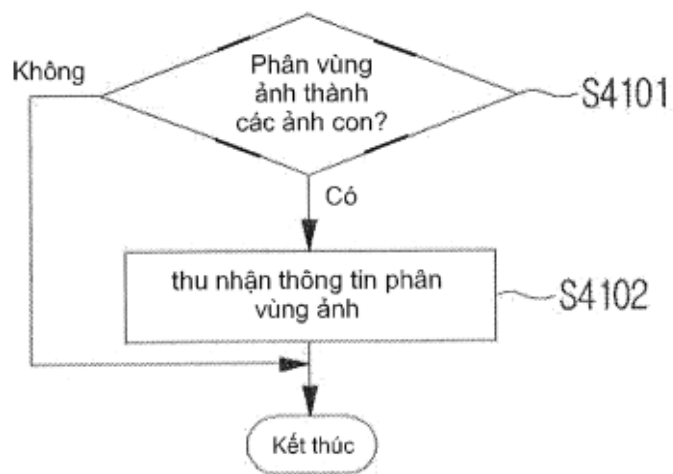 Không
Phân vùng
ảnh thành
các ảnh con?
S4101
Có
thu nhận thông tin phân
vùng ảnh
S4102
Kết thúc